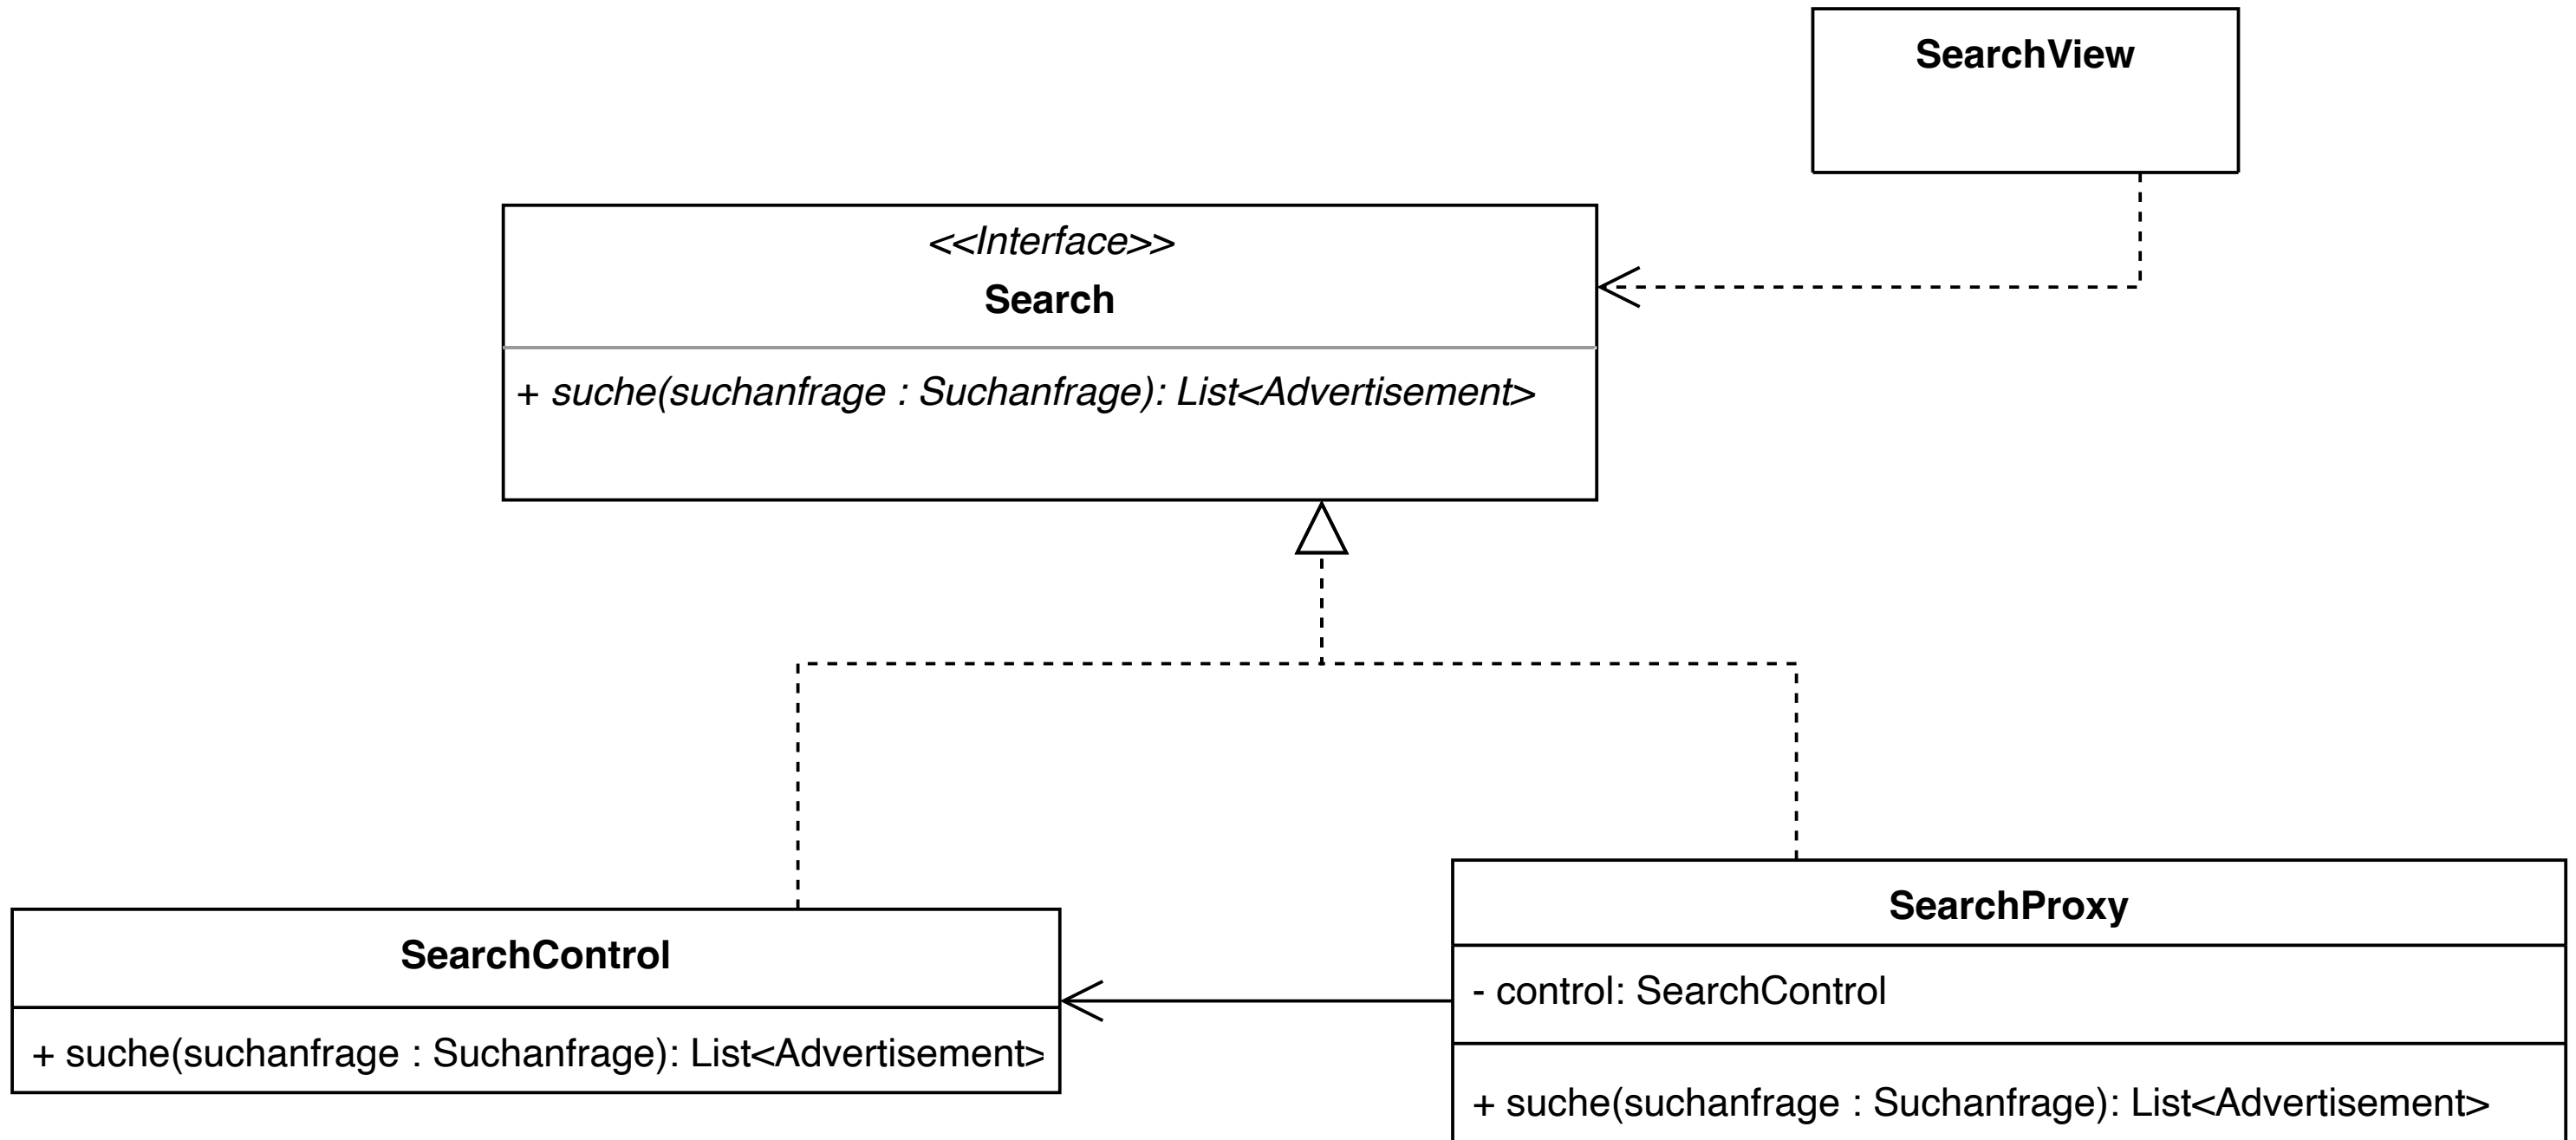 SearchView
<<Interface>>
Search
+ suche(suchanfrage : Suchanfrage): List<Advertisement>
SearchControl
+ suche(suchanfrage : Suchanfrage): List<Advertisement>
SearchProxy
- control: SearchControl
+ suche(suchanfrage : Suchanfrage): List<Advertisement>